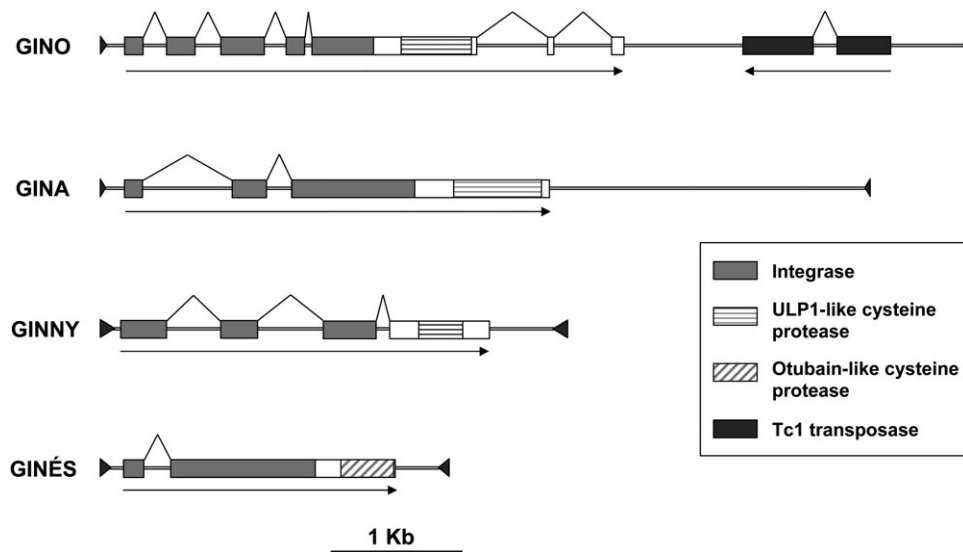 GINO
GINA
GINNY
GINÉS
Integrase
ULP1-like cysteine
protease
Otubain-like cysteine
protease
Tc1 transposase
1 Kb